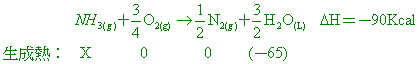 NH₃₍g₎+3/4 O₂₍g₎ → 1/2 N₂₍g₎+3/2 H₂O₍L₎ ΔH＝−90Kcal
生成熱： X 0 0 (−65)